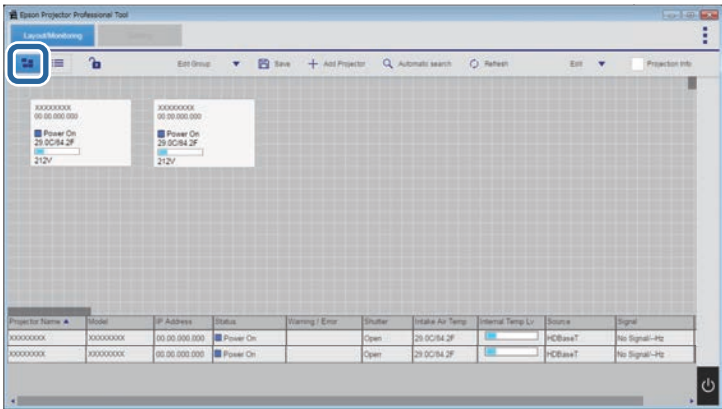 Epson Projector Professional Tool
Layout/Monitoring
Edit Group Save Add Projector Automatic search Refresh Edit Projection Info
XXXXXXXX
00.00.000.000
Power On
29.0C/84.2F
212V
XXXXXXXX
00.00.000.000
Power On
29.0C/84.2F
212V
Projector Name Model IP Address Status Warning / Error Shutter Intake Air Temp Internal Temp Lv Source Signal
XXXXXXXX XXXXXXXX 00.00.000.000 Power On Open 29.0C/84.2F HDBaseT No Signal/--Hz
XXXXXXXX XXXXXXXX 00.00.000.000 Power On Open 29.0C/84.2F HDBaseT No Signal/--Hz